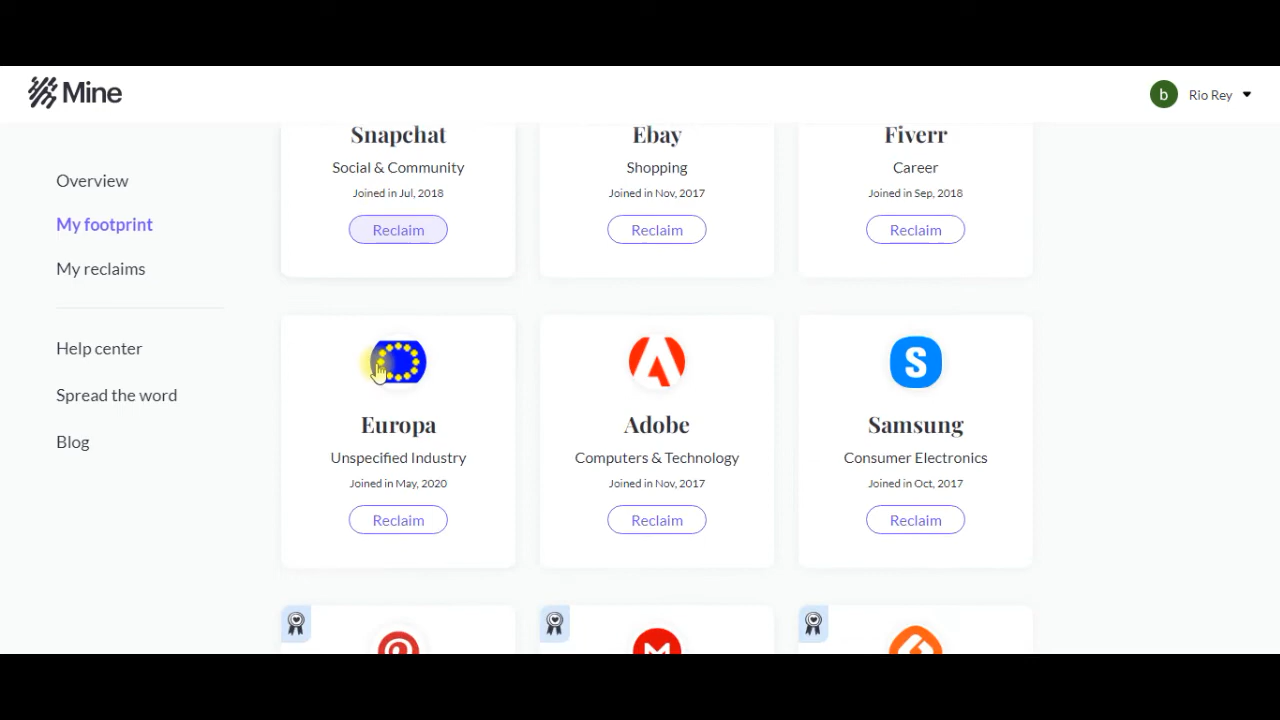 Mine
b Rio Rey
Overview
My footprint
My reclaims
Help center
Spread the word
Blog
Snapchat Ebay Fiverr
Social & Community Shopping Career
Joined in Jul, 2018 Joined in Nov, 2017 Joined in Sep, 2018
Reclaim Reclaim Reclaim
S
Europa Adobe Samsung
Unspecified Industry Computers & Technology Consumer Electronics
Joined in May, 2020 Joined in Nov, 2017 Joined in Oct, 2017
Reclaim Reclaim Reclaim